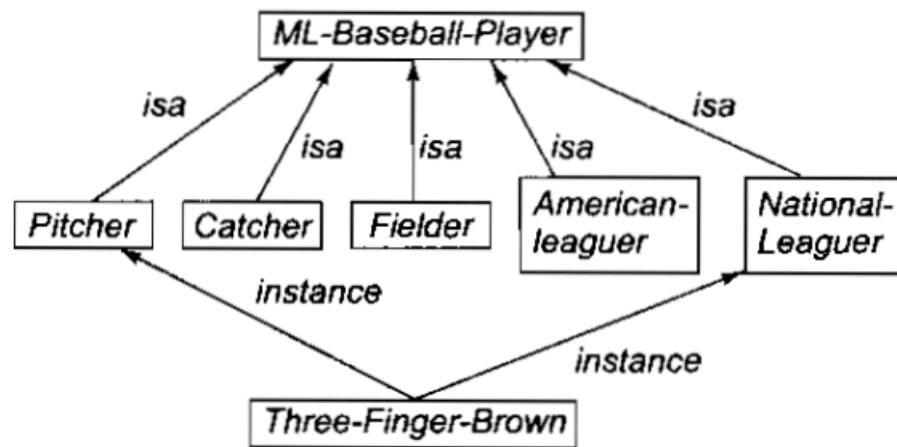 ML-Baseball-Player
isa
isa
isa
isa
isa
Pitcher
Catcher
Fielder
American-
leaguer
National-
Leaguer
instance
instance
Three-Finger-Brown